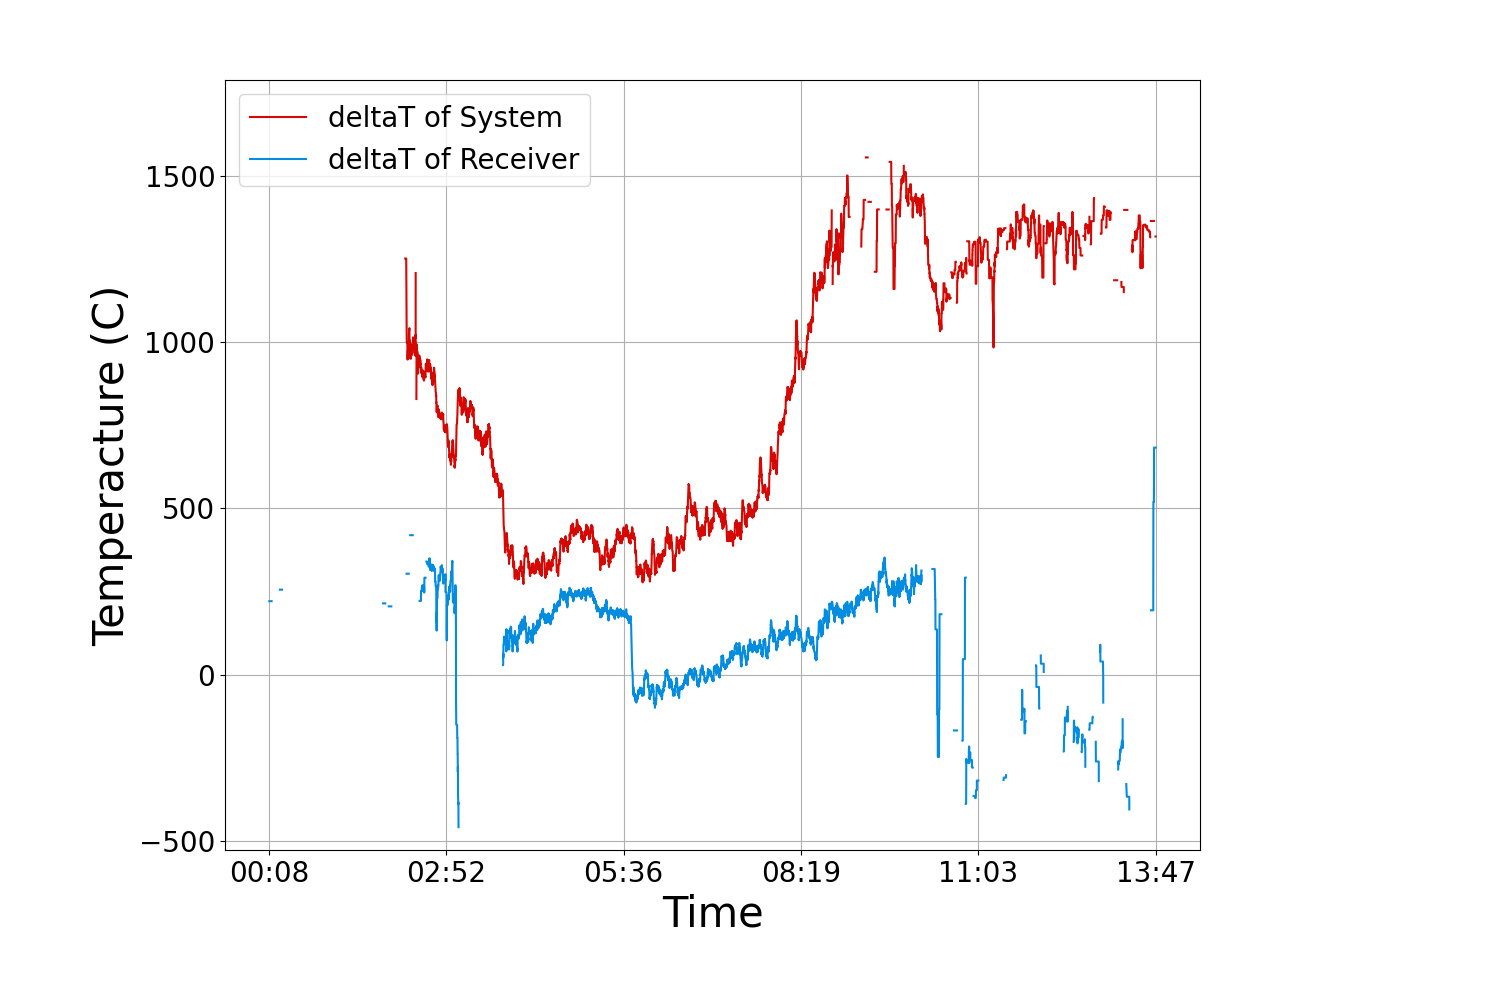 deltaT of System
deltaT of Receiver
1500
1000
500
0
−500
Temperacture (C)
00:08 02:52 05:36 08:19 11:03 13:47
Time